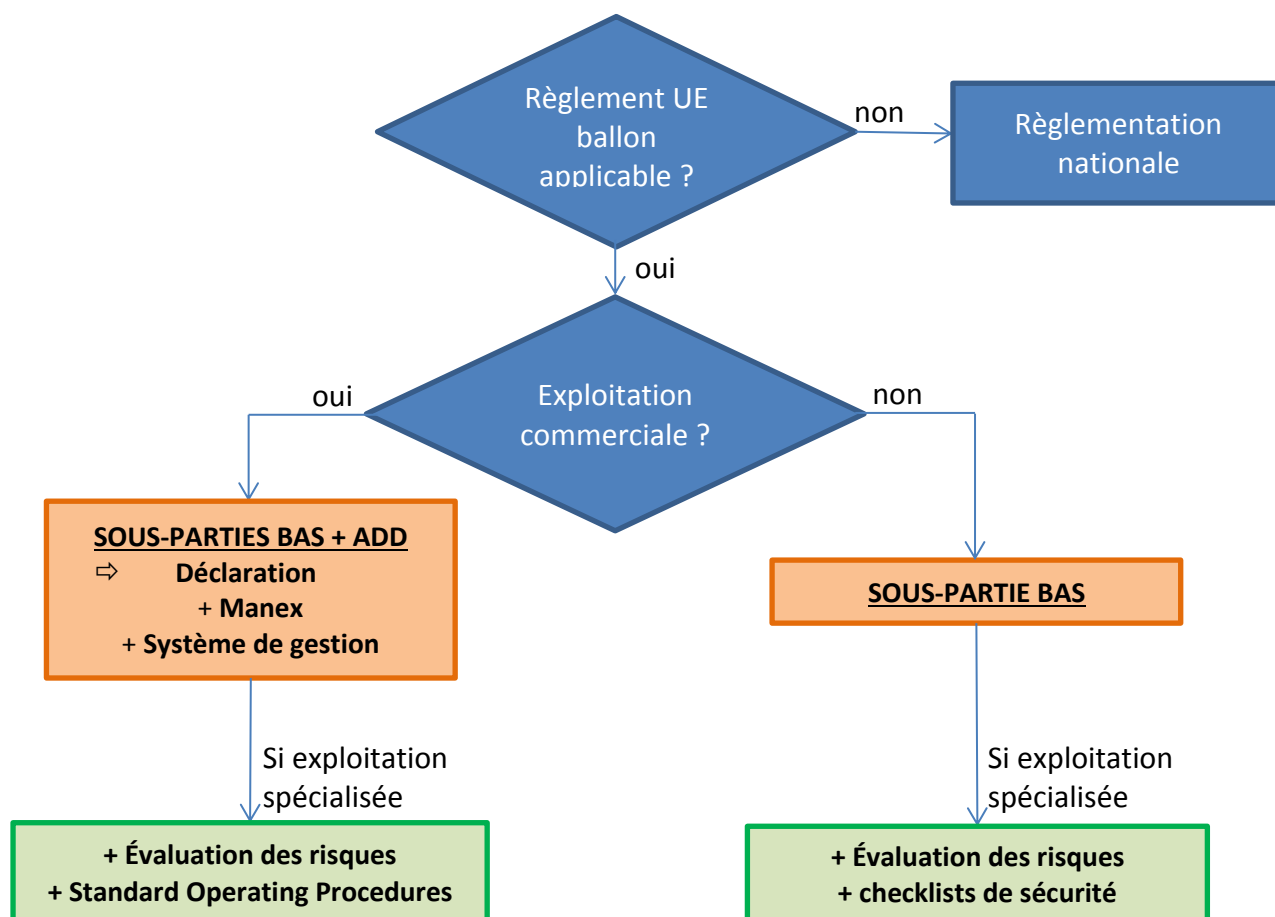 Règlement UE
ballon
applicable ?
non
Règlementation
nationale
oui
Exploitation
commerciale ?
oui
non
SOUS-PARTIES BAS + ADD
⇨ Déclaration
+ Manex
+ Système de gestion
SOUS-PARTIE BAS
Si exploitation
spécialisée
Si exploitation
spécialisée
+ Évaluation des risques
+ Standard Operating Procedures
+ Évaluation des risques
+ checklists de sécurité